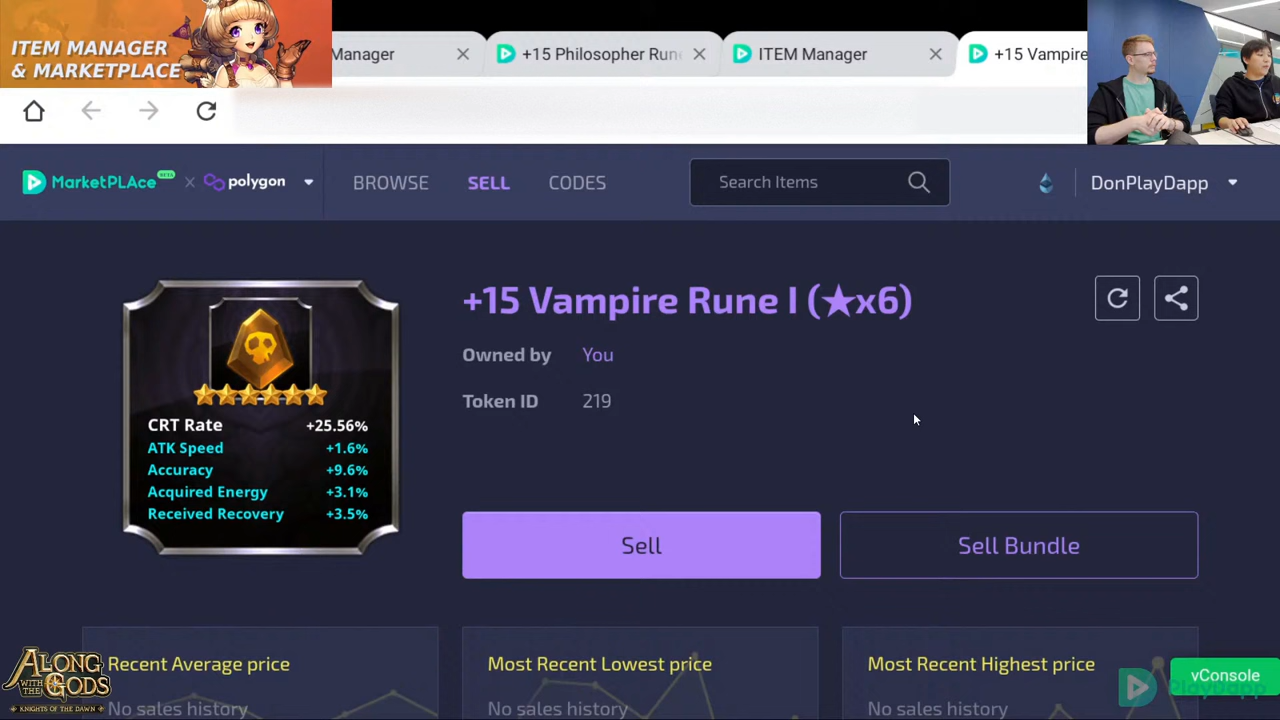 ITEM MANAGER
& MARKETPLACE
Manager
+15 Philosopher Run
ITEM Manager
+15 Vampire
MarketPLAce BETA x polygon
BROWSE
SELL
CODES
Search Items
DonPlayDapp
+15 Vampire Rune I (★x6)
Owned by You
Token ID 219
CRT Rate +25.56%
ATK Speed +1.6%
Accuracy +9.6%
Acquired Energy +3.1%
Received Recovery +3.5%
Sell
Sell Bundle
Recent Average price
No sales history
Most Recent Lowest price
No sales history
Most Recent Highest price
No sales history
vConsole
PlayDapp
ALONG
WITH THE
GODS
KNIGHTS OF THE DAWN